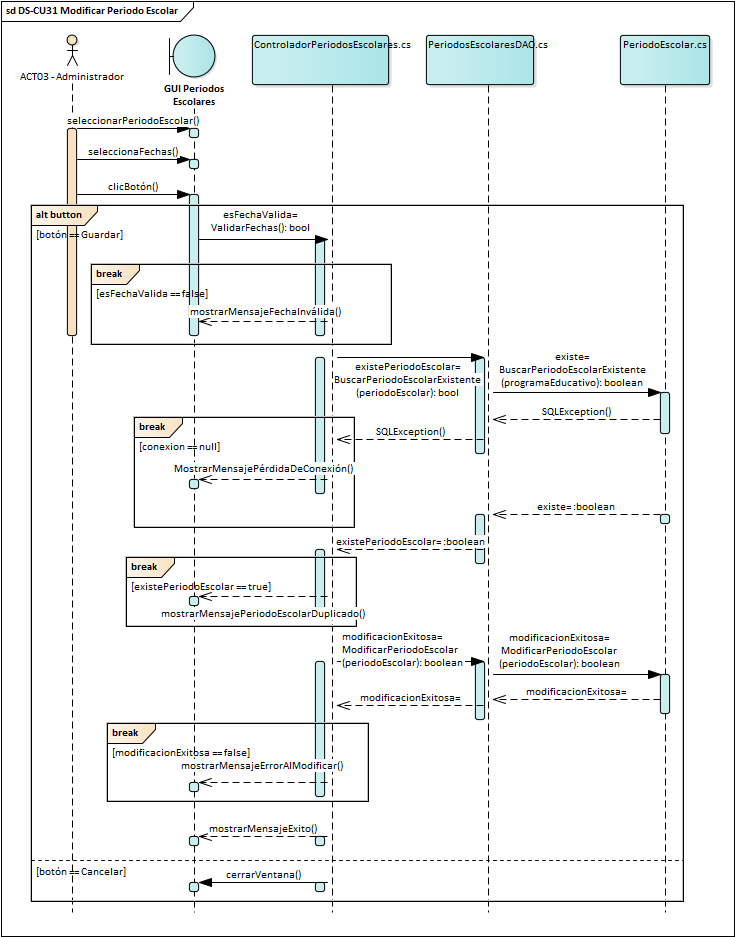 sd DS-CU31 Modificar Periodo Escolar
ACT03 - Administrador
GUI Periodos
Escolares
ControladorPeriodosEscolares.cs
PeriodosEscolaresDAO.cs
PeriodoEscolar.cs
seleccionarPeriodoEscolar()
seleccionaFechas()
clicBotón()
alt button
[botón == Guardar]
esFechaValida=
ValidarFechas(): bool
break
[esFechaValida ==false]
mostrarMensajeFechaInválida()
existePeriodoEscolar=
BuscarPeriodoEscolarExistente
(periodoEscolar): bool
existe=
BuscarPeriodoEscolarExistente
(programaEducativo): boolean
SQLException()
SQLException()
break
[conexion == null]
MostrarMensajePérdidaDeConexión()
existe= :boolean
existePeriodoEscolar= :boolean
break
[existePeriodoEscolar == true]
mostrarMensajePeriodoEscolarDuplicado()
modificacionExitosa=
ModificarPeriodoEscolar
(periodoEscolar): boolean
modificacionExitosa=
ModificarPeriodoEscolar
(periodoEscolar): boolean
modificacionExitosa=
modificacionExitosa=
break
[modificacionExitosa == false]
mostrarMensajeErrorAlModificar()
mostrarMensajeExito()
[botón == Cancelar]
cerrarVentana()